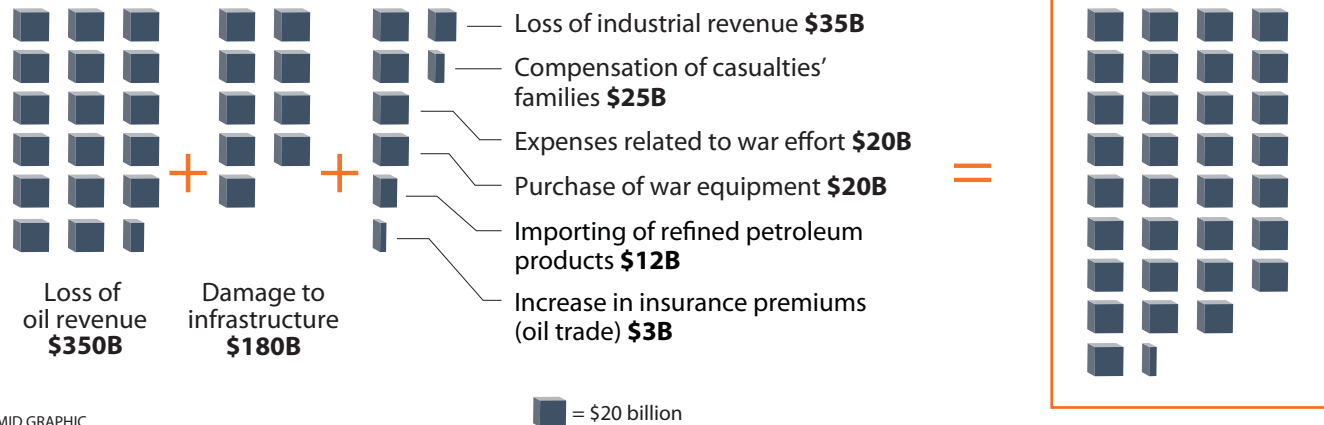 Loss of industrial revenue $35B
Compensation of casualties’
families $25B
Expenses related to war effort $20B
Purchase of war equipment $20B
Importing of refined petroleum
products $12B
Increase in insurance premiums
(oil trade) $3B
+
+
=
Loss of
oil revenue
$350B
Damage to
infrastructure
$180B
= $20 billion
MID GRAPHIC